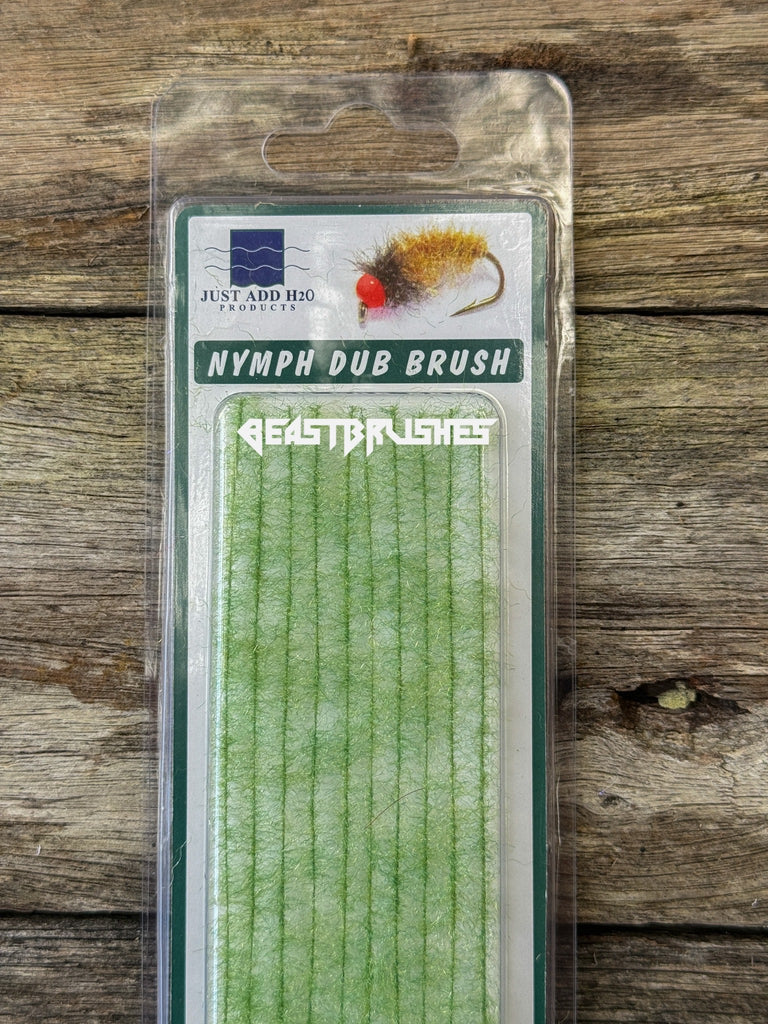 JUST ADD H2O
PRODUCTS
NYMPH DUB BRUSH
BEASTBRUSHES